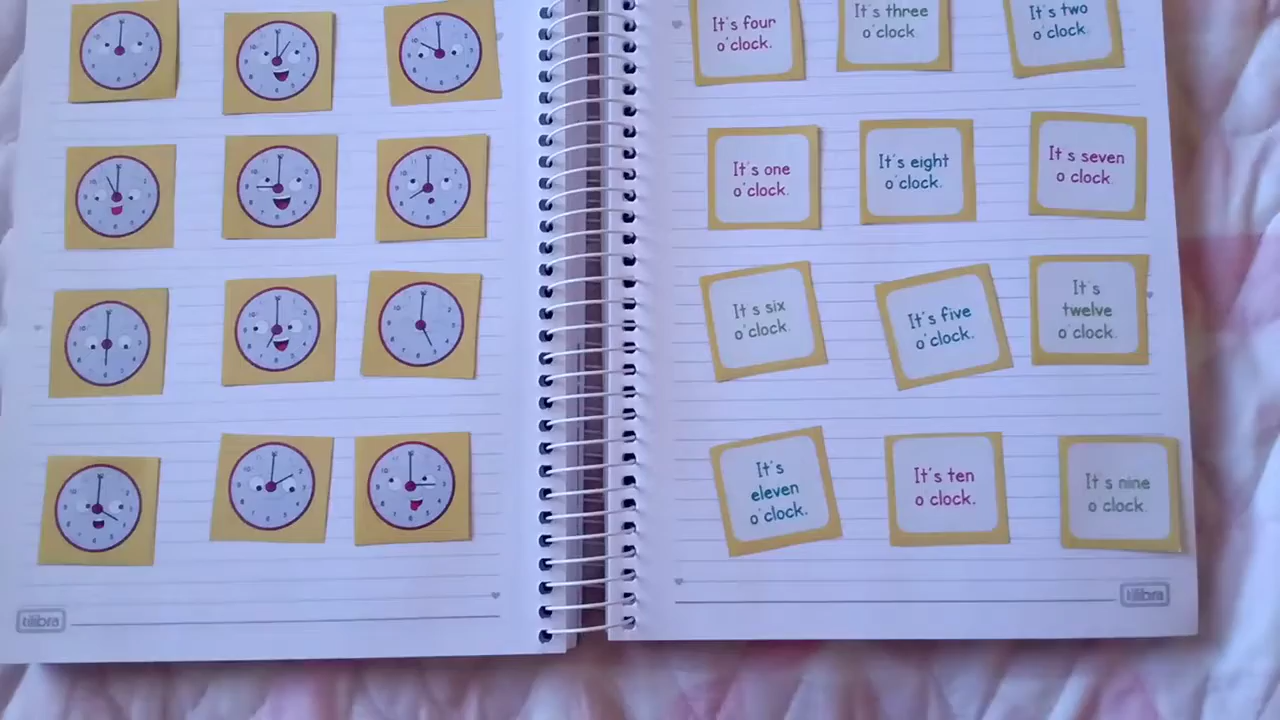 It's four
o'clock.
It's three
o'clock
It's two
o'clock.
It's one
o'clock.
It's eight
o'clock.
It's seven
o clock.
It's six
o'clock.
It's five
o'clock.
It's
twelve
o'clock.
It's
eleven
o'clock.
It's ten
o clock.
It's nine
o clock.
tilibra
tilibra